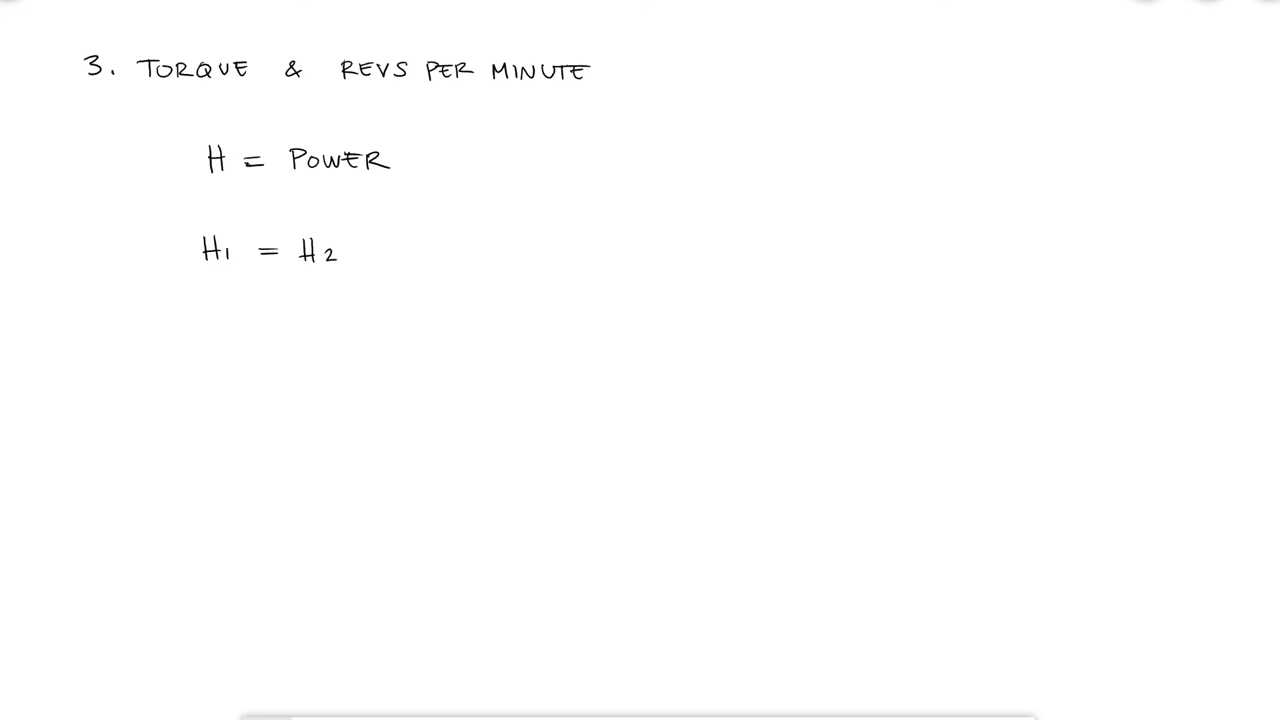 3. TORQUE & REVS PER MINUTE
H = POWER
H1 = H2